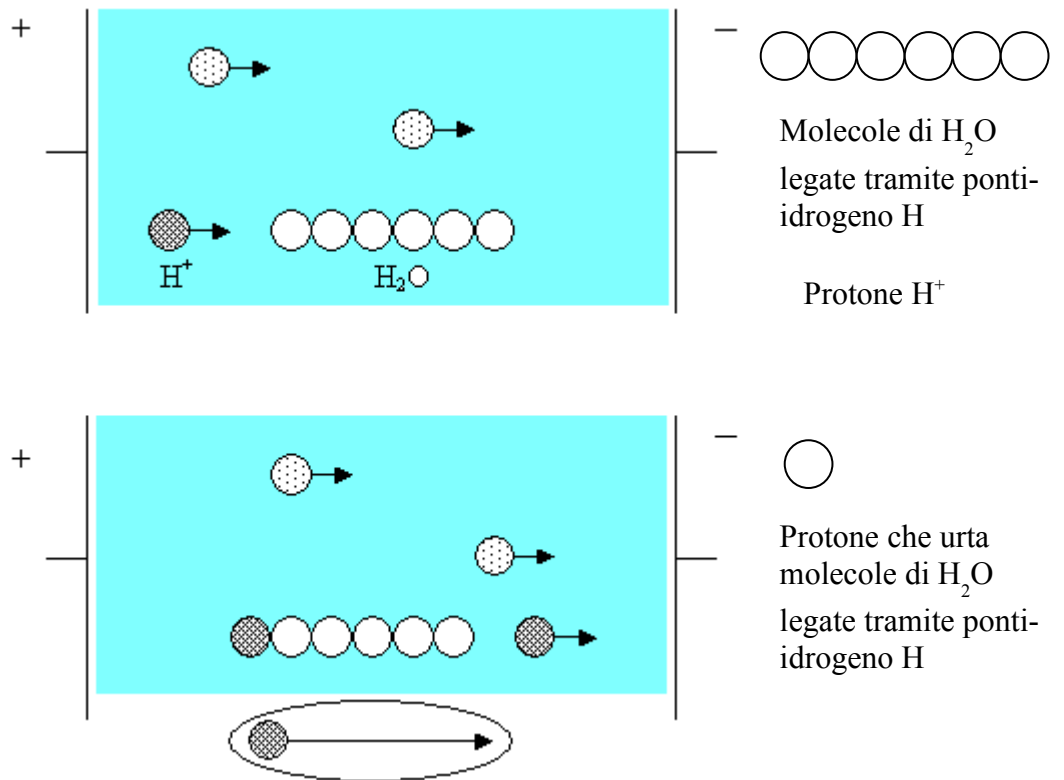 +
−
H⁺
H₂O
Molecole di H₂O
legate tramite ponti-
idrogeno H
Protone H⁺
+
−
Protone che urta
molecole di H₂O
legate tramite ponti-
idrogeno H